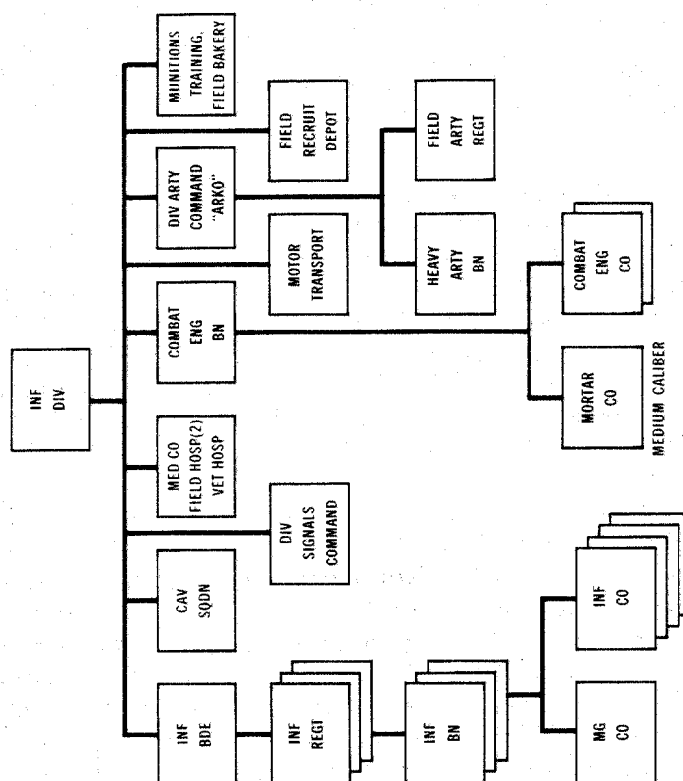 INF
DIV
INF
BDE
CAV
SQDN
MED CO
FIELD HOSP(2)
VET HOSP
COMBAT
ENG
BN
DIV ARTY
COMMAND
"ARKO"
MUNITIONS
TRAINING,
FIELD BAKERY
INF
REGT
DIV
SIGNALS
COMMAND
MOTOR
TRANSPORT
FIELD
RECRUIT
DEPOT
INF
BN
HEAVY
ARTY
BN
FIELD
ARTY
REGT
MG
CO
INF
CO
MORTAR
CO
MEDIUM CALIBER
COMBAT
ENG
CO